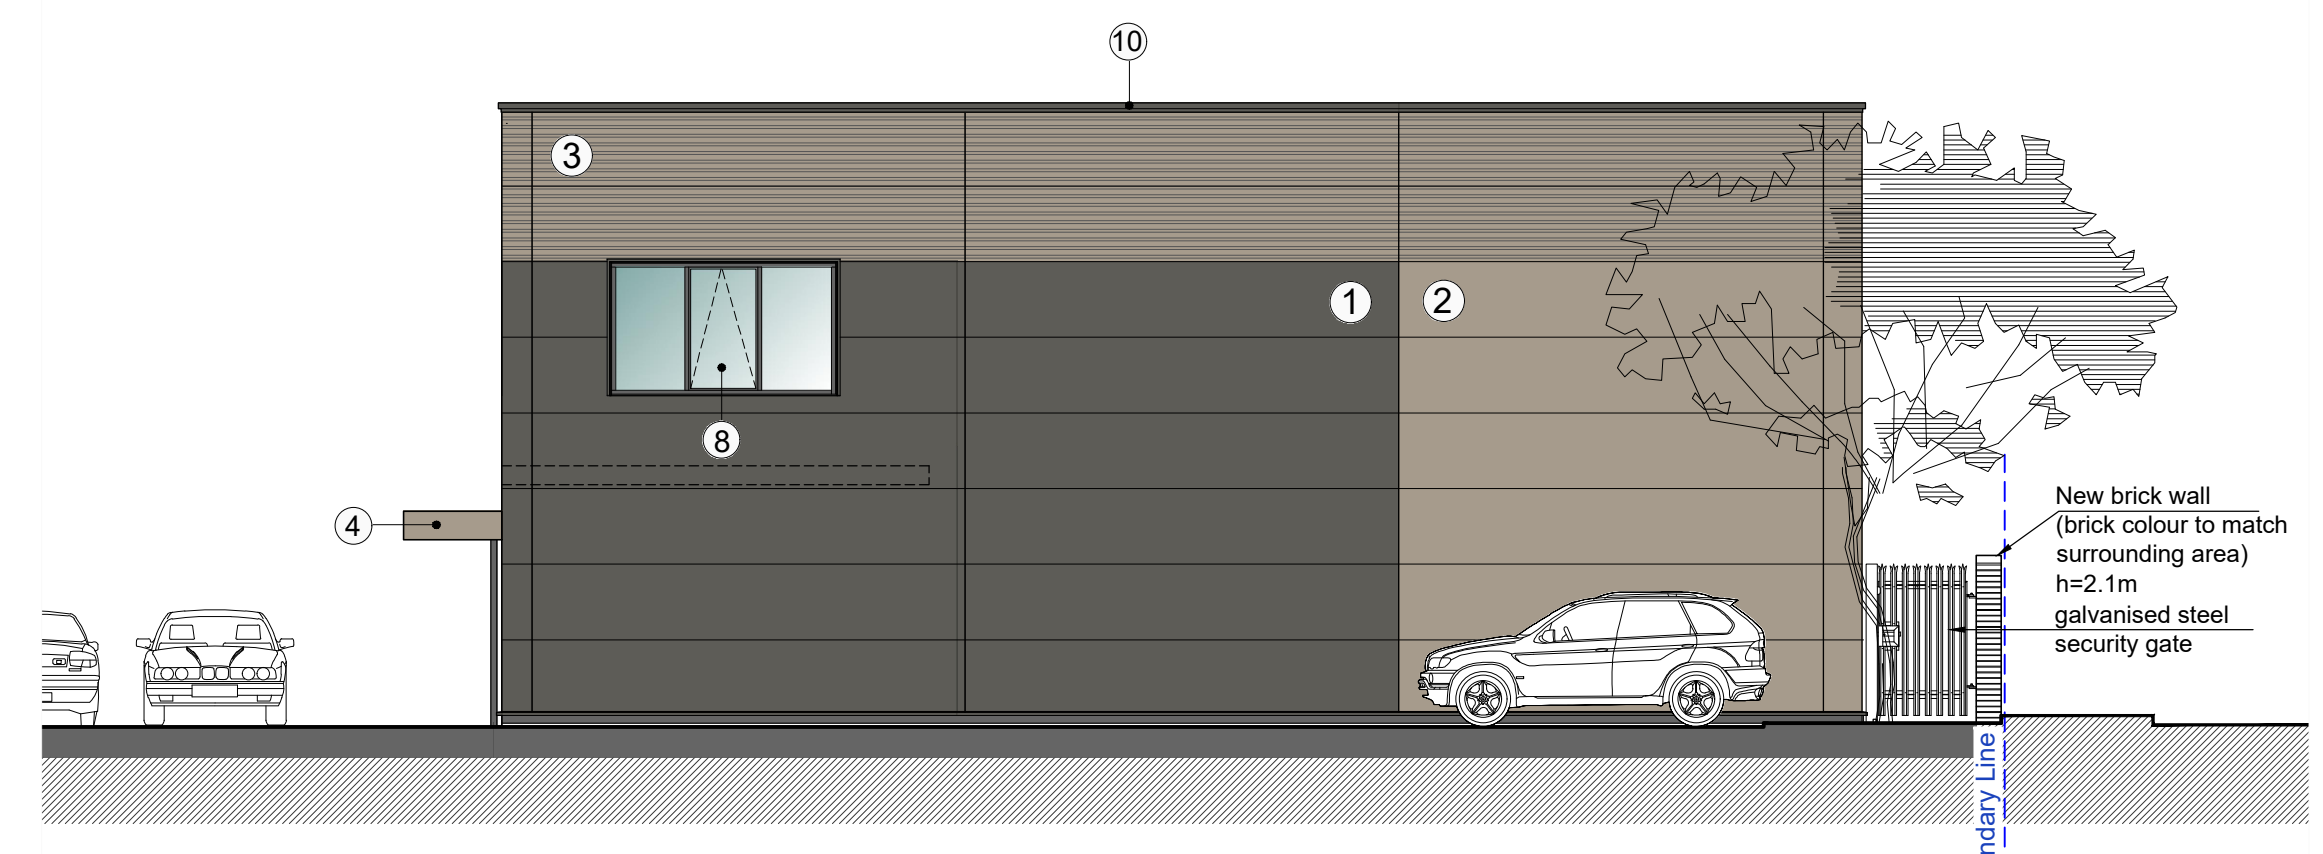 10
3
1
2
8
4
New brick wall
(brick colour to match
surrounding area)
h=2.1m
galvanised steel
security gate
ndary Line